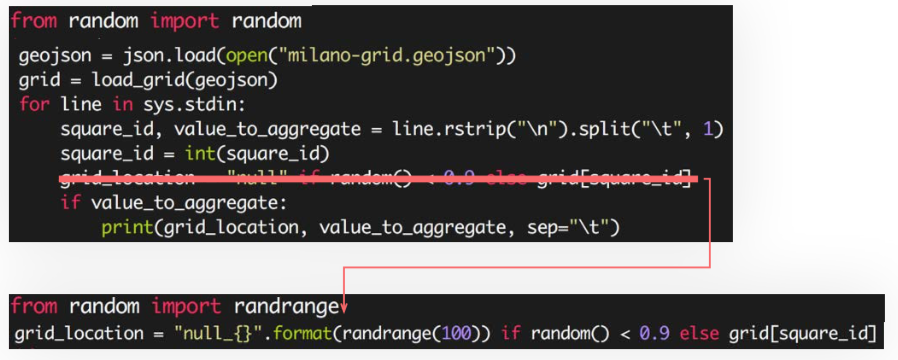 from random import random
geojson = json.load(open("milano-grid.geojson"))
grid = load_grid(geojson)
for line in sys.stdin:
square_id, value_to_aggregate = line.rstrip("\n").split("\t", 1)
square_id = int(square_id)
grid_location = "null" if random() < 0.9 else grid[square_id]
if value_to_aggregate:
print(grid_location, value_to_aggregate, sep="\t")
from random import randrange
grid_location = "null_{}".format(randrange(100)) if random() < 0.9 else grid[square_id]